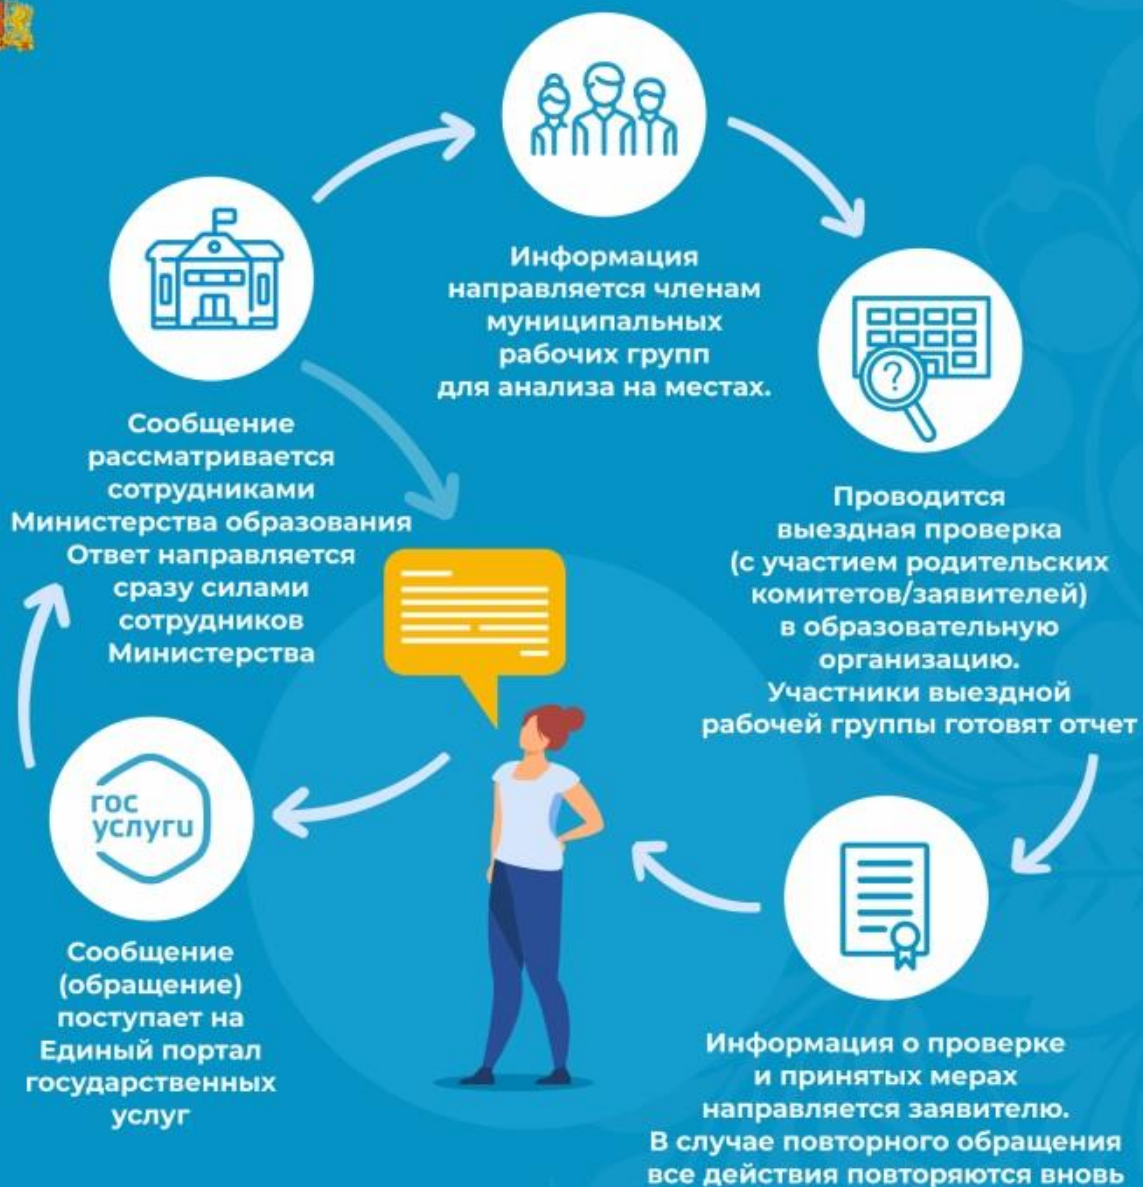 Информация
направляется членам
муниципальных
рабочих групп
для анализа на местах.
Сообщение
рассматривается
сотрудниками
Министерства образования
Ответ направляется
сразу силами
сотрудников
Министерства
?
Проводится
выездная проверка
(с участием родительских
комитетов/заявителей)
в образовательную
организацию.
Участники выездной
рабочей группы готовят отчет
гос
услуги
Сообщение
(обращение)
поступает на
Единый портал
государственных
услуг
Информация о проверке
и принятых мерах
направляется заявителю.
В случае повторного обращения
все действия повторяются вновь